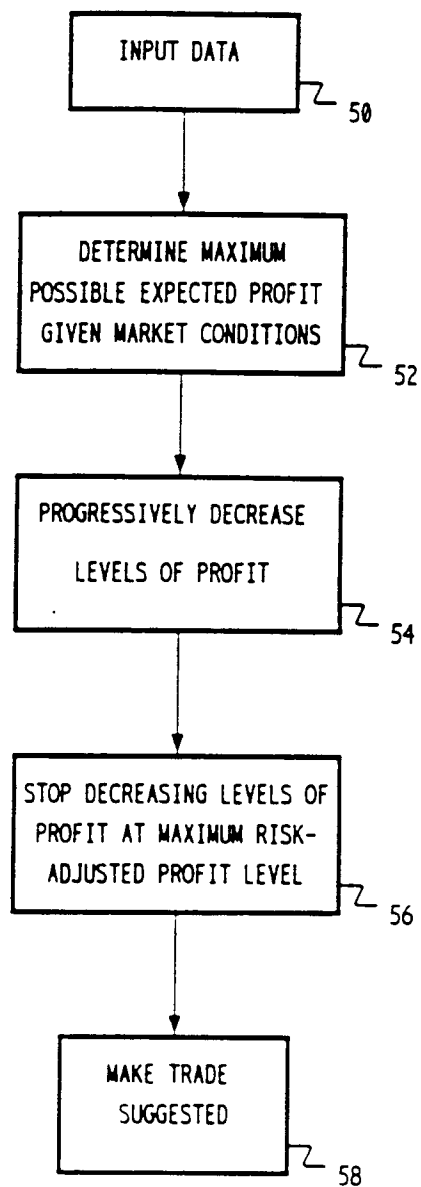 INPUT DATA
50
DETERMINE MAXIMUM
POSSIBLE EXPECTED PROFIT
GIVEN MARKET CONDITIONS
52
PROGRESSIVELY DECREASE
LEVELS OF PROFIT
54
STOP DECREASING LEVELS OF
PROFIT AT MAXIMUM RISK-
ADJUSTED PROFIT LEVEL
56
MAKE TRADE
SUGGESTED
58